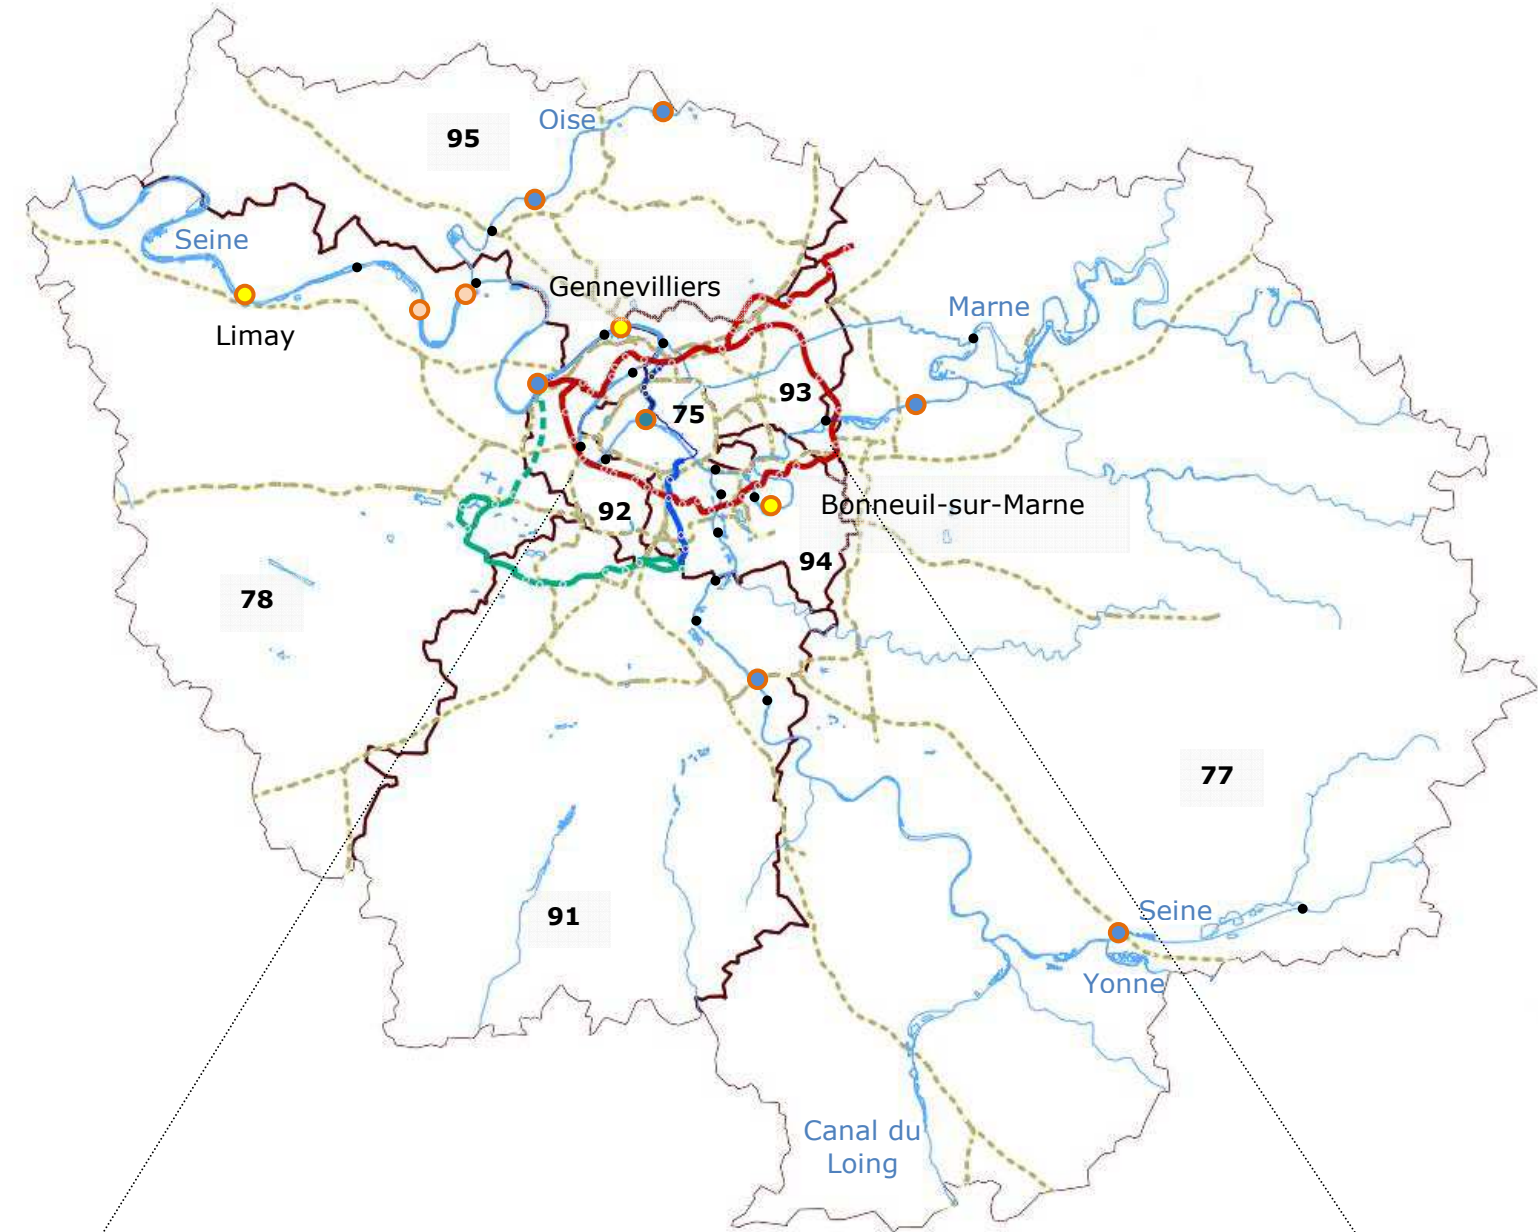 Oise
95
Seine
Gennevilliers
Marne
Limay
93
75
Bonneuil-sur-Marne
92
94
78
77
91
Seine
Yonne
Canal du
Loing